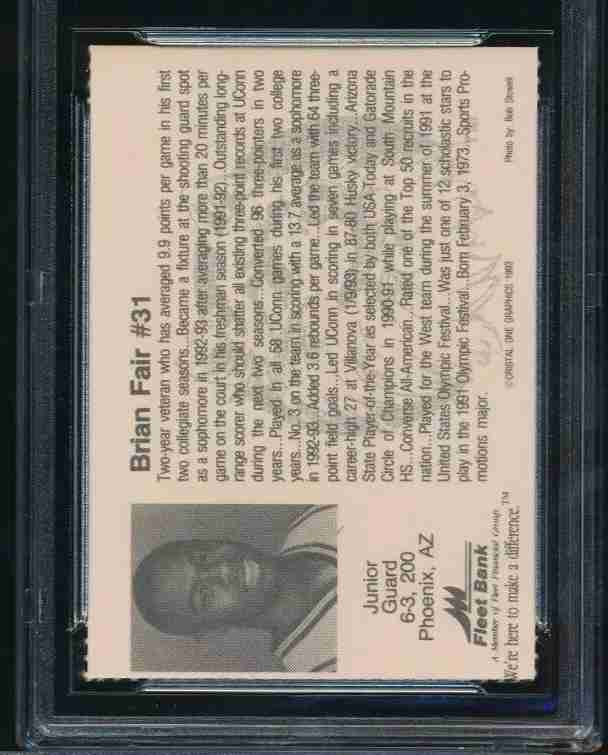 Brian Fair #31
Two-year veteran who has averaged 9.9 points per game in his first
two collegiate seasons...Became a fixture at the shooting guard spot
as a sophomore in 1992-93 after averaging more than 20 minutes per
game on the court in his freshman season (1991-92)...Outstanding long-
range scorer who should shatter all existing three-point records at UConn
during the next two seasons...Converted 96 three-pointers in two
years...Played in all 58 UConn games during his first two college
years...No. 3 on the team in scoring with a 13.7 average as a sophomore
in 1992-93...Added 3.6 rebounds per game...Led the team with 64 three-
point field goals...Led UConn in scoring in seven games including a
career-high 27 at Villanova (1/9/93) in 87-80 Husky victory...Arizona
State Player-of-the-Year as selected by both USA Today and Gatorade
Circle of Champions in 1990-91 while playing at South Mountain
HS...Converse All-American...Rated one of the Top 50 recruits in the
nation...Played for the West team during the summer of 1991 at the
United States Olympic Festival...Was just one of 12 scholastic stars to
play in the 1991 Olympic Festival...Born February 3, 1973...Sports Pro-
motions major.
©ORISTAL ONE GRAPHICS 1993
Photo by Bob Stowell
Junior
Guard
6-3, 200
Phoenix, AZ
Fleet Bank
A Member of Fleet Financial Group
We're here to make a difference.™